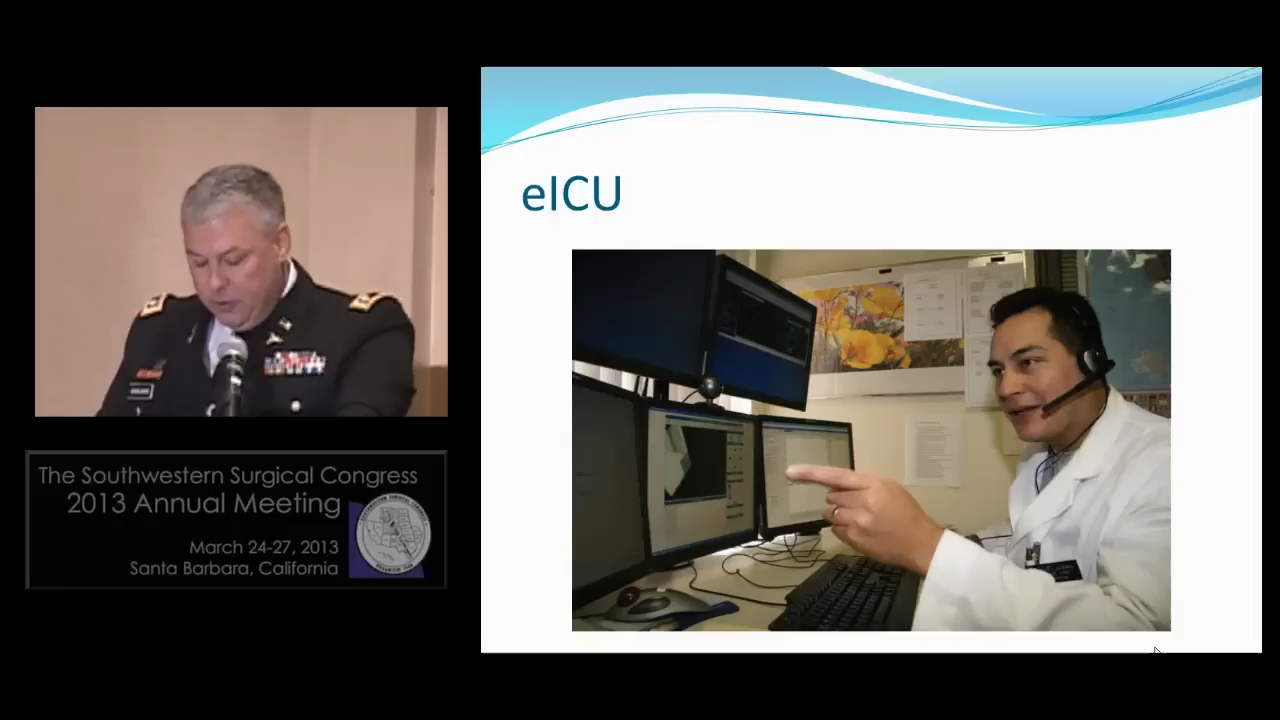 The Southwestern Surgical Congress
2013 Annual Meeting
March 24-27, 2013
Santa Barbara, California
eICU